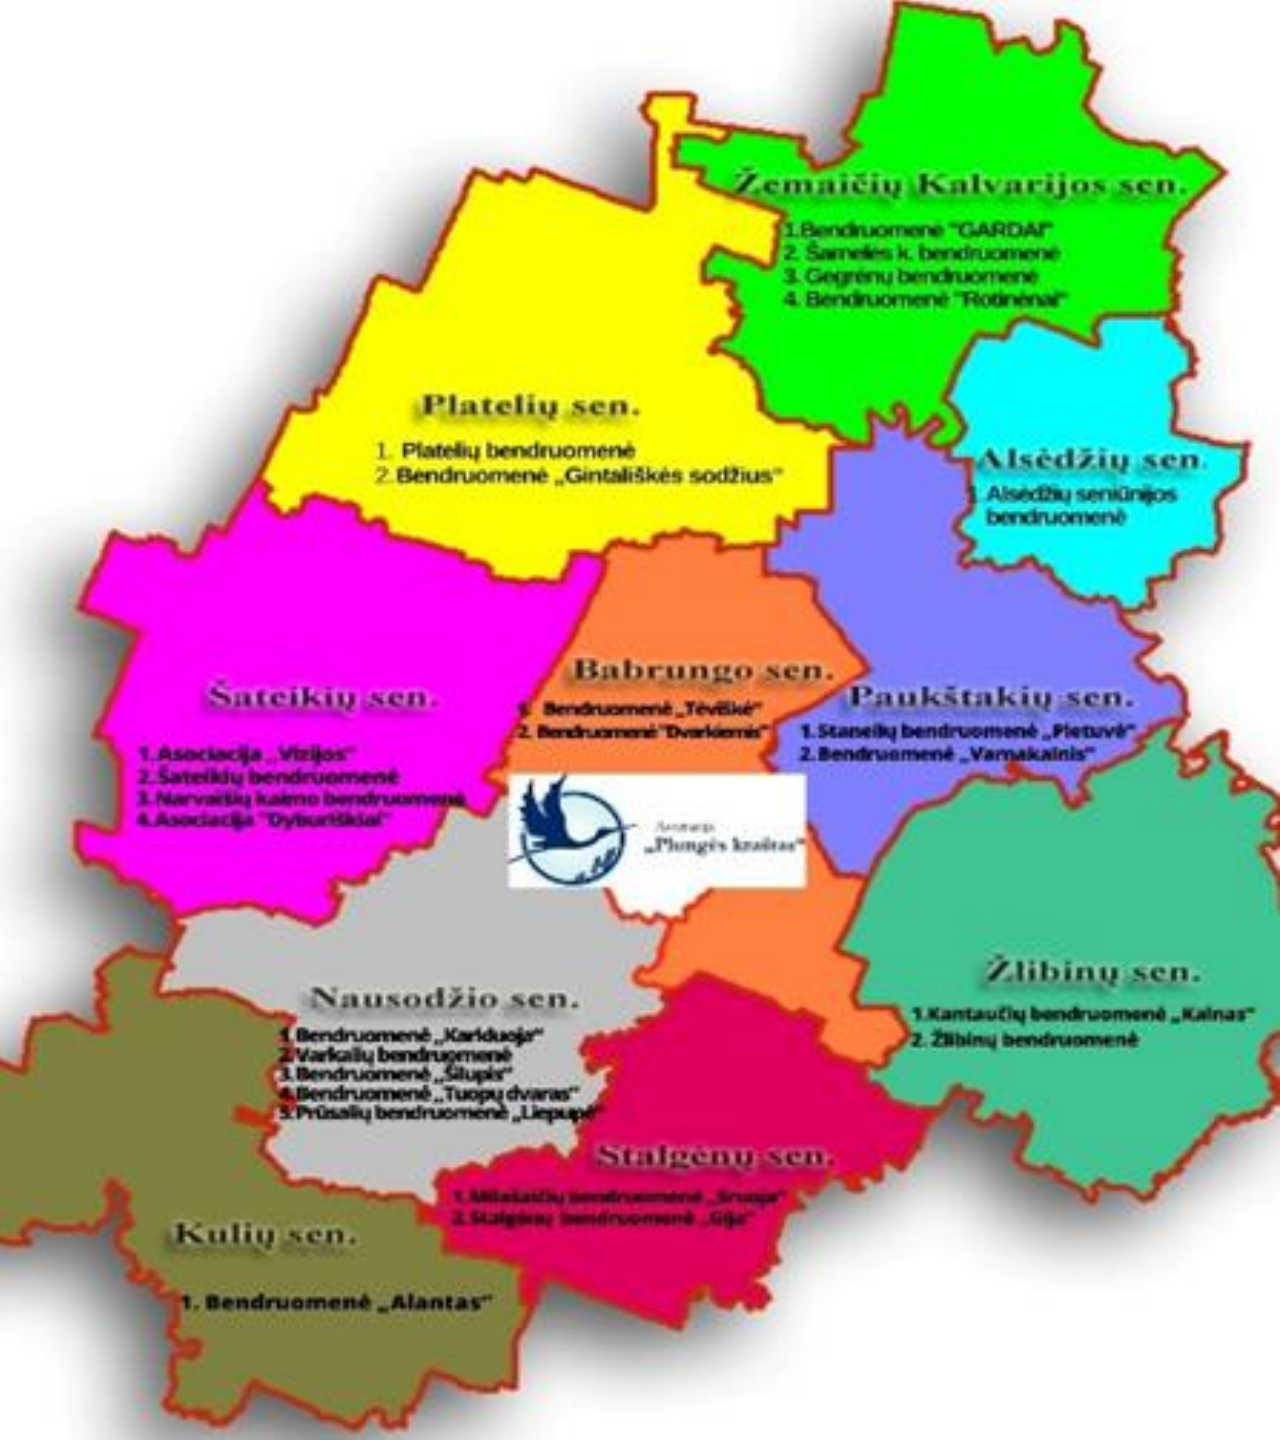 Žemaičių Kalvarijos sen.
1.Bendruomenė "GARDAI"
2. Šarnelės k. bendruomenė
3. Gegrėnų bendruomenė
4. Bendruomenė "Rotinėnai"
Platelių sen.
1. Platelių bendruomenė
2.Bendruomenė „Gintališkės sodžius“
Alsėdžių sen.
1. Alsėdžių seniūnijos
bendruomenė
Šateikių sen.
1.Asociacija „Vizijos“
2.Šateikių bendruomenė
3.Narvaišių kaimo bendruomenė
4.Asociacija "Dyburiškiai"
Babrungo sen.
1. Bendruomenė „Tėviškė“
2. Bendruomenė "Dvarkiemis"
Paukštakių sen.
1.Stanelių bendruomenė „Pletuvė“
2.Bendruomenė „Varnakalnis“
Asociacija
„Plungės kraštas“
Žlibinų sen.
1.Kantaučių bendruomenė „Kalnas“
2. Žlibinų bendruomenė
Nausodžio sen.
1.Bendruomenė „Karkluoja“
2.Varkalių bendruomenė
3.Bendruomenė „Šilupis“
4.Bendruomenė „Tuopų dvaras“
5.Prūsalių bendruomenė „Liepupė“
Stalgėnų sen.
1.Milašaičių bendruomenė „Sruoja“
2.Stalgėnų bendruomenė „Gija“
Kulių sen.
1. Bendruomenė „Alantas“